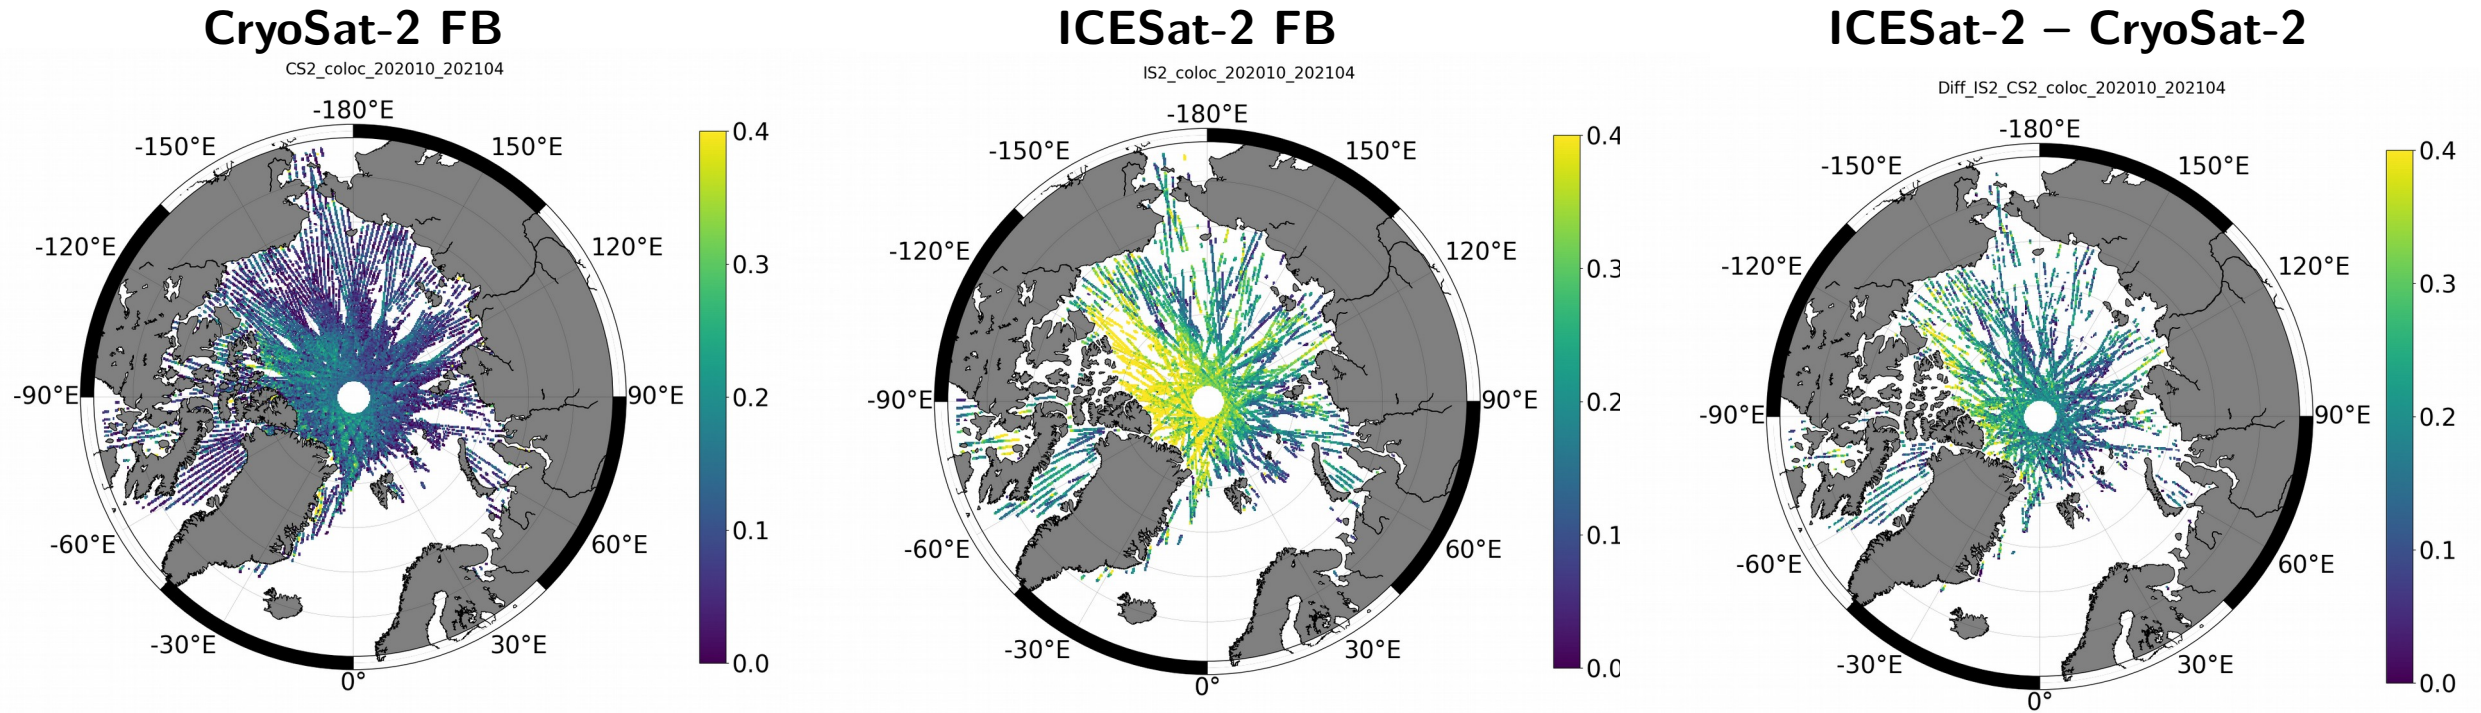 CryoSat-2 FB
CS2_coloc_202010_202104
-180°E
-150°E
150°E
-120°E
120°E
-90°E
90°E
-60°E
60°E
-30°E
30°E
0°
0.4
0.3
0.2
0.1
0.0
ICESat-2 FB
IS2_coloc_202010_202104
-180°E
-150°E
150°E
-120°E
120°E
-90°E
90°E
-60°E
60°E
-30°E
30°E
0°
0.4
0.3
0.2
0.1
0.0
ICESat-2 – CryoSat-2
Diff_IS2_CS2_coloc_202010_202104
-180°E
-150°E
150°E
-120°E
120°E
-90°E
90°E
-60°E
60°E
-30°E
30°E
0°
0.4
0.3
0.2
0.1
0.0